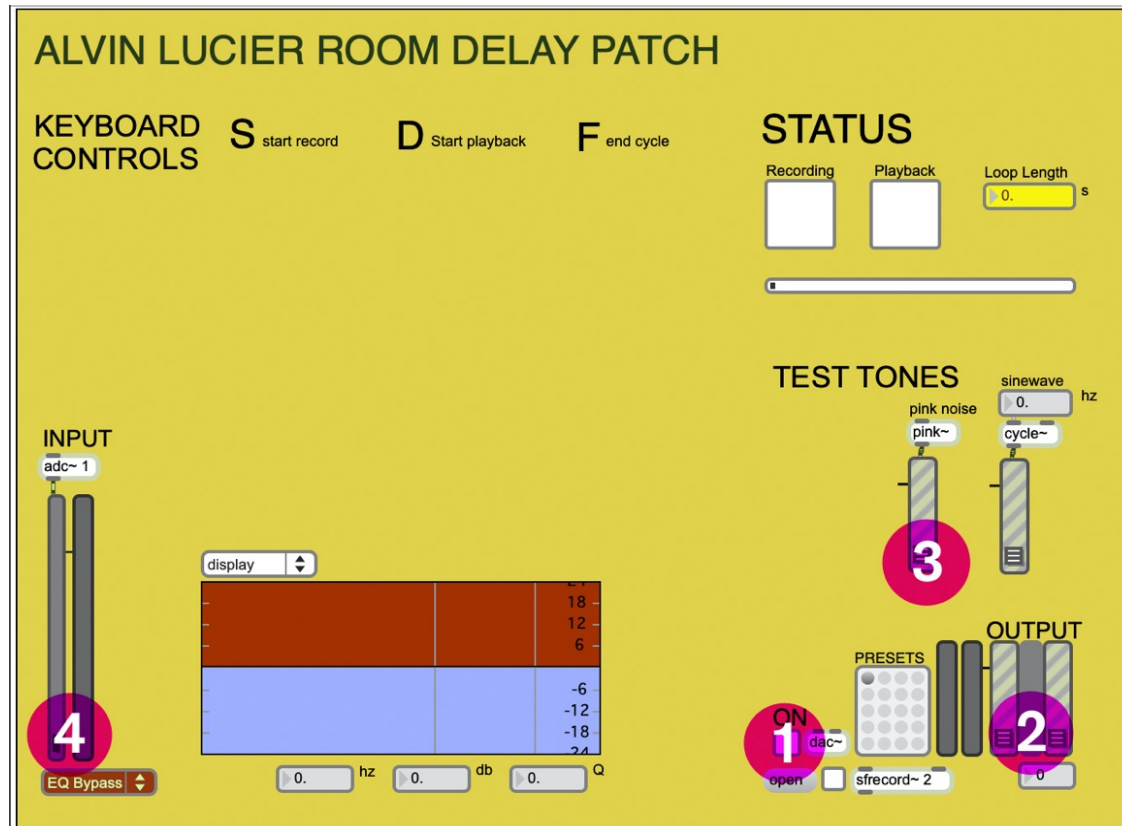 ALVIN LUCIER ROOM DELAY PATCH
KEYBOARD
CONTROLS
S start record
D Start playback
F end cycle
STATUS
Recording
Playback
Loop Length
0.
s
TEST TONES
sinewave
0.
hz
pink noise
pink~
cycle~
3
INPUT
adc~ 1
4
EQ Bypass
display
24
18
12
6
-6
-12
-18
-24
0.
hz
0.
db
0.
Q
OUTPUT
PRESETS
ON
1
dac~
2
open
sfrecord~ 2
0